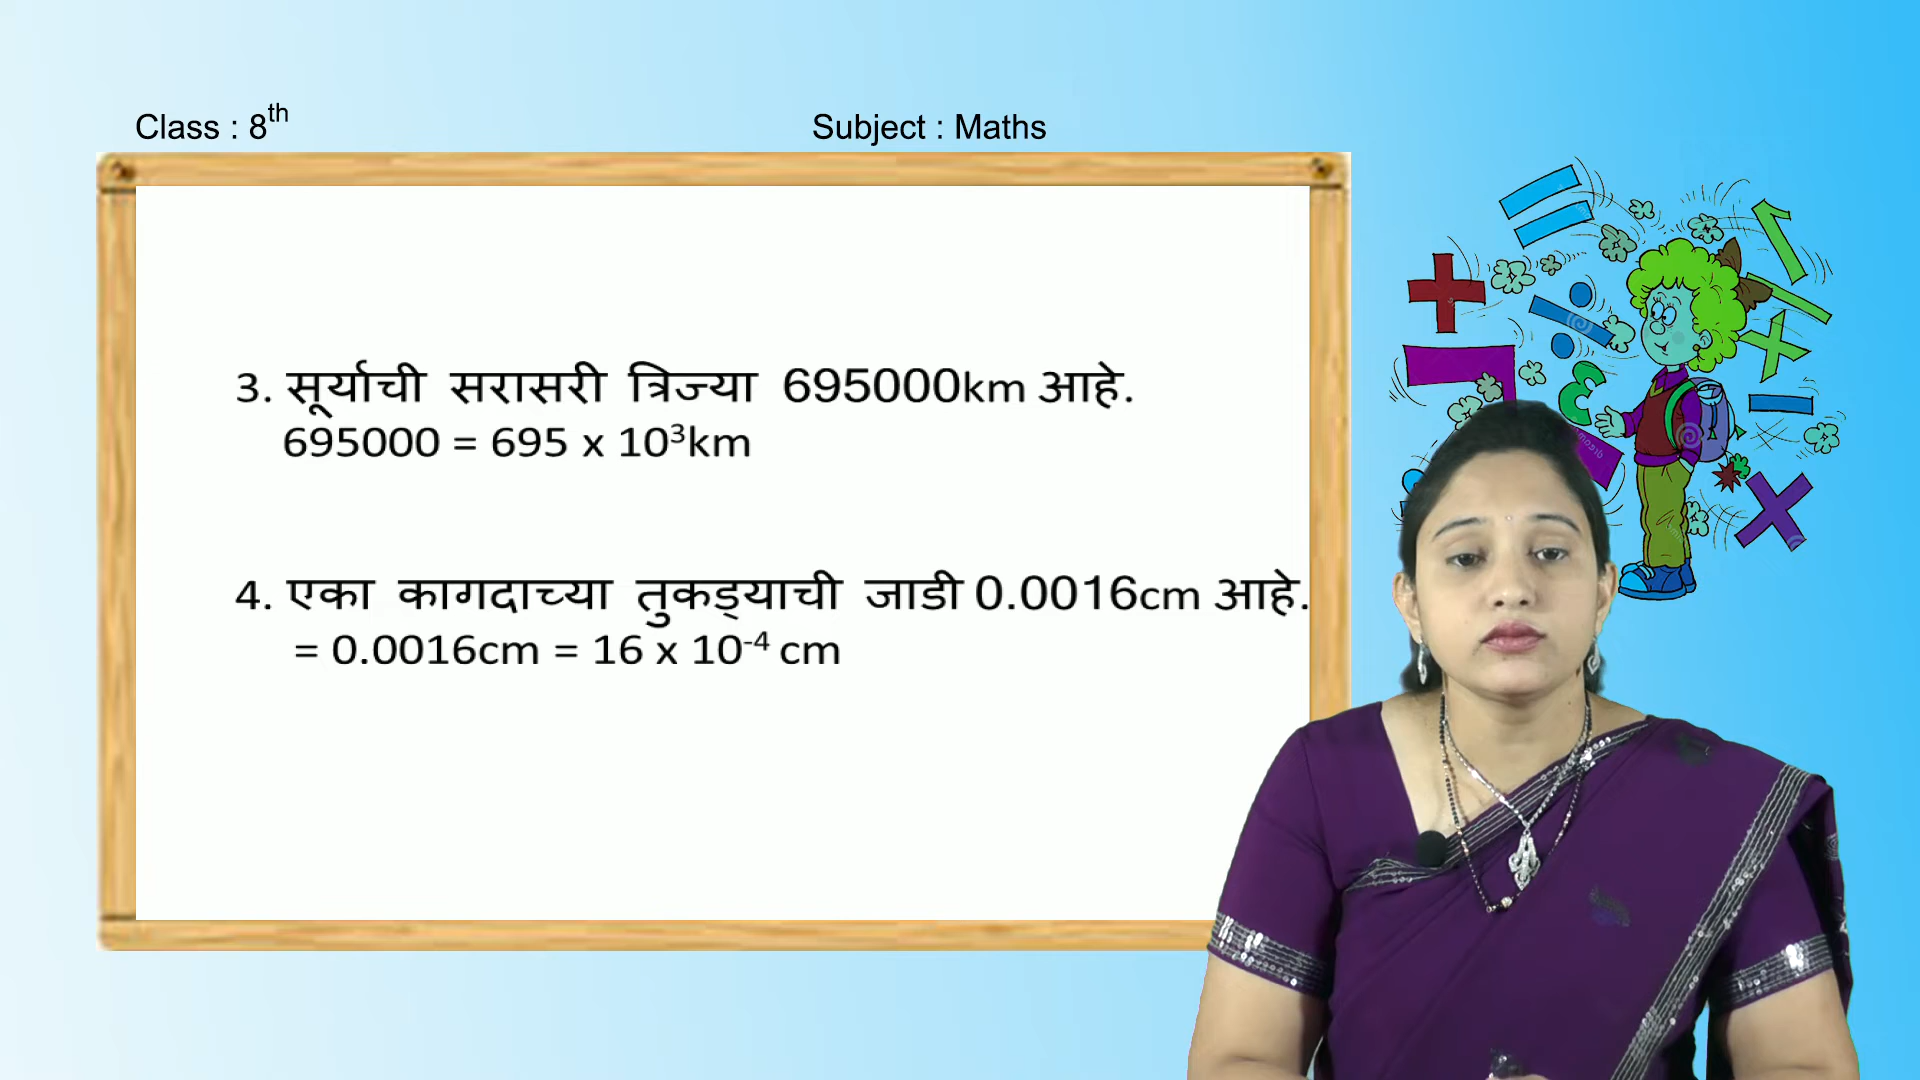 Class : 8th
Subject : Maths
3. सूर्याची सरासरी त्रिज्या 695000km आहे.
695000 = 695 x 10³km
4. एका कागदाच्या तुकड्याची जाडी 0.0016cm आहे.
= 0.0016cm = 16 x 10⁻⁴ cm